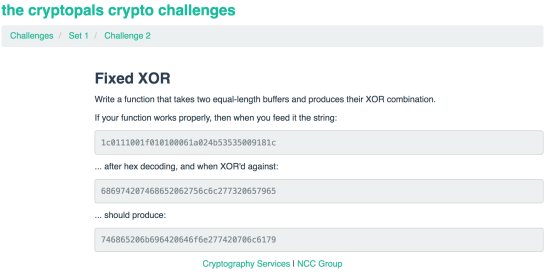 the cryptopals crypto challenges
Challenges / Set 1 / Challenge 2
Fixed XOR
Write a function that takes two equal-length buffers and produces their XOR combination.
If your function works properly, then when you feed it the string:
1c0111001f010100061a024b53535009181c
... after hex decoding, and when XOR'd against:
686974207468652062756c6c277320657965
... should produce:
746865206b696420646f6e277420706c6179
Cryptography Services | NCC Group